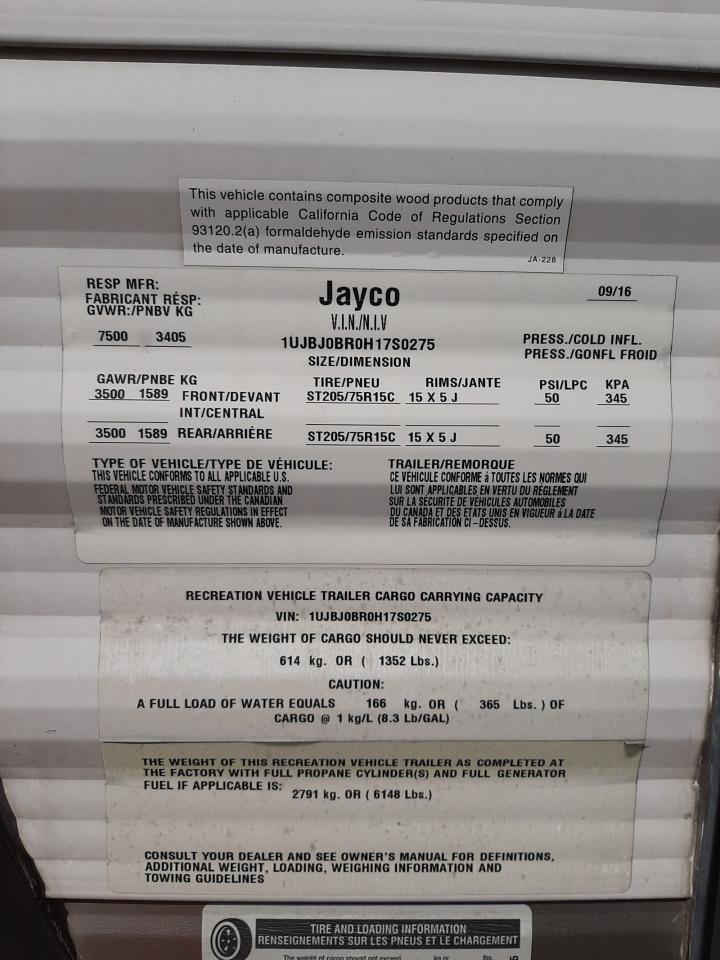 This vehicle contains composite wood products that comply
with applicable California Code of Regulations Section
93120.2(a) formaldehyde emission standards specified on
the date of manufacture.
JA-228
RESP MFR:
FABRICANT RÉSP:
GVWR:/PNBV KG
7500 3405
Jayco
09/16
V.I.N./N.I.V
1UJBJ0BR0H17S0275
SIZE/DIMENSION
PRESS./COLD INFL.
PRESS./GONFL FROID
GAWR/PNBE KG TIRE/PNEU RIMS/JANTE PSI/LPC KPA
3500 1589 FRONT/DEVANT ST205/75R15C 15 X 5 J 50 345
INT/CENTRAL
3500 1589 REAR/ARRIÉRE ST205/75R15C 15 X 5 J 50 345
TYPE OF VEHICLE/TYPE DE VÉHICULE: TRAILER/REMORQUE
THIS VEHICLE CONFORMS TO ALL APPLICABLE U.S.
FEDERAL MOTOR VEHICLE SAFETY STANDARDS AND
STANDARDS PRESCRIBED UNDER THE CANADIAN
MOTOR VEHICLE SAFETY REGULATIONS IN EFFECT
ON THE DATE OF MANUFACTURE SHOWN ABOVE.
CE VÉHICULE CONFORME á TOUTES LES NORMES QUI
LUI SONT APPLICABLES EN VERTU DU RÉGLEMENT
SUR LA SÉCURITÉ DE VÉHICULES AUTOMOBILES
DU CANADA ET DES ÉTATS UNIS EN VIGUEUR á LA DATE
DE SA FABRICATION CI-DESSUS.
RECREATION VEHICLE TRAILER CARGO CARRYING CAPACITY
VIN: 1UJBJ0BR0H17S0275
THE WEIGHT OF CARGO SHOULD NEVER EXCEED:
614 kg. OR ( 1352 Lbs.)
CAUTION:
A FULL LOAD OF WATER EQUALS 166 kg. OR ( 365 Lbs. ) OF
CARGO @ 1 kg/L (8.3 Lb/GAL)
THE WEIGHT OF THIS RECREATION VEHICLE TRAILER AS COMPLETED AT
THE FACTORY WITH FULL PROPANE CYLINDER(S) AND FULL GENERATOR
FUEL IF APPLICABLE IS:
2791 kg. OR ( 6148 Lbs.)
CONSULT YOUR DEALER AND SEE OWNER'S MANUAL FOR DEFINITIONS,
ADDITIONAL WEIGHT, LOADING, WEIGHING INFORMATION AND
TOWING GUIDELINES
TIRE AND LOADING INFORMATION
RENSEIGNEMENTS SUR LES PNEUS ET LE CHARGEMENT
The weight of cargo should not exceed kg or lbs.